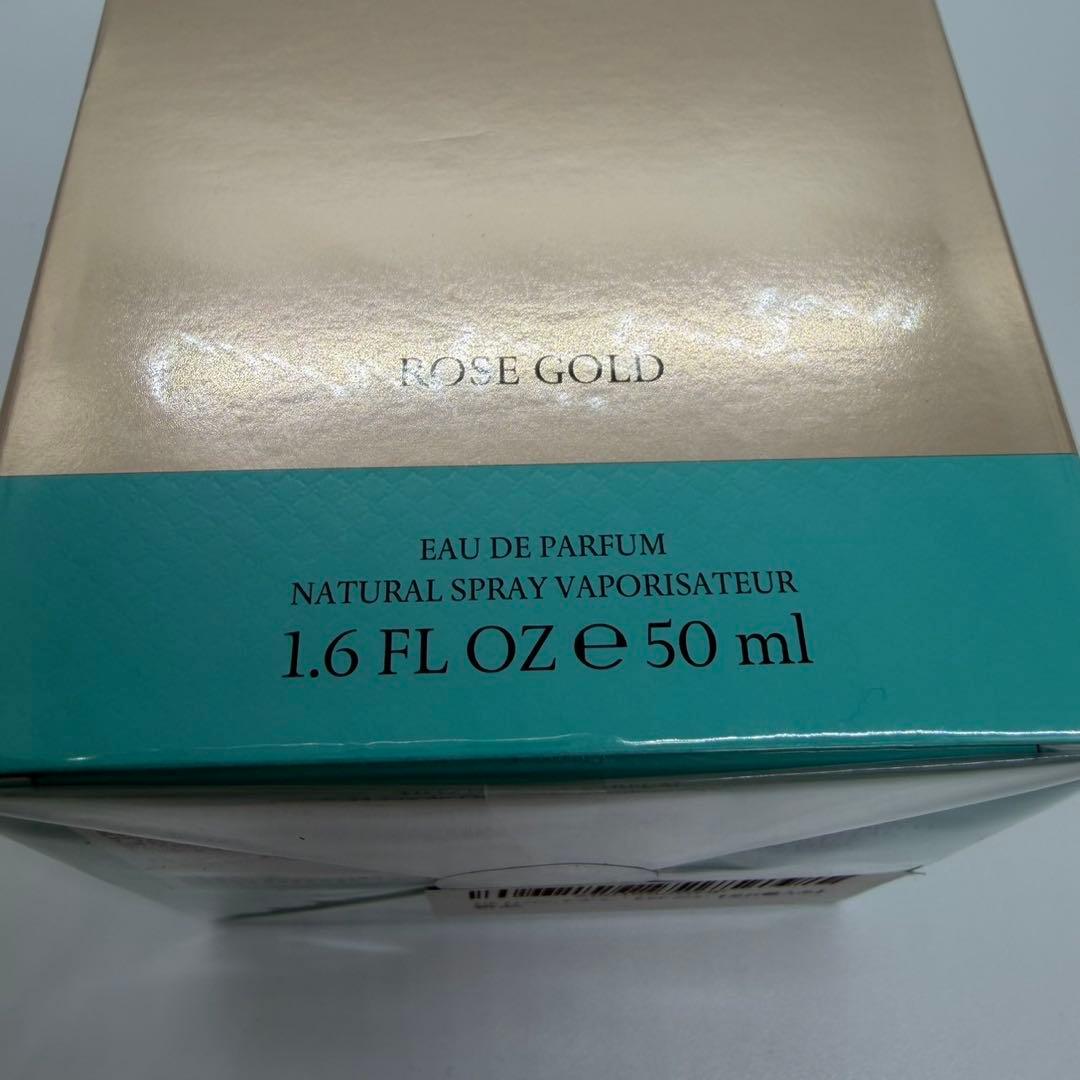 ROSE GOLD
EAU DE PARFUM
NATURAL SPRAY VAPORISATEUR
1.6 FL OZ ℮ 50 ml